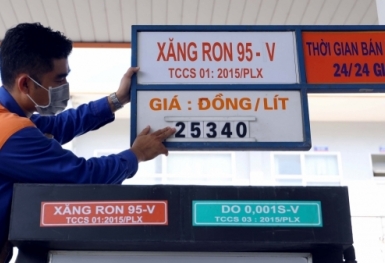 XĂNG RON 95 - V
TCCS 01: 2015/PLX
THỜI GIAN BÁN
24/24 GI
GIÁ : ĐỒNG/LÍT
25340
XĂNG RON 95-V
TCCS 01:2015/PLX
DO 0,001S-V
TCCS 03 : 2015/PLX